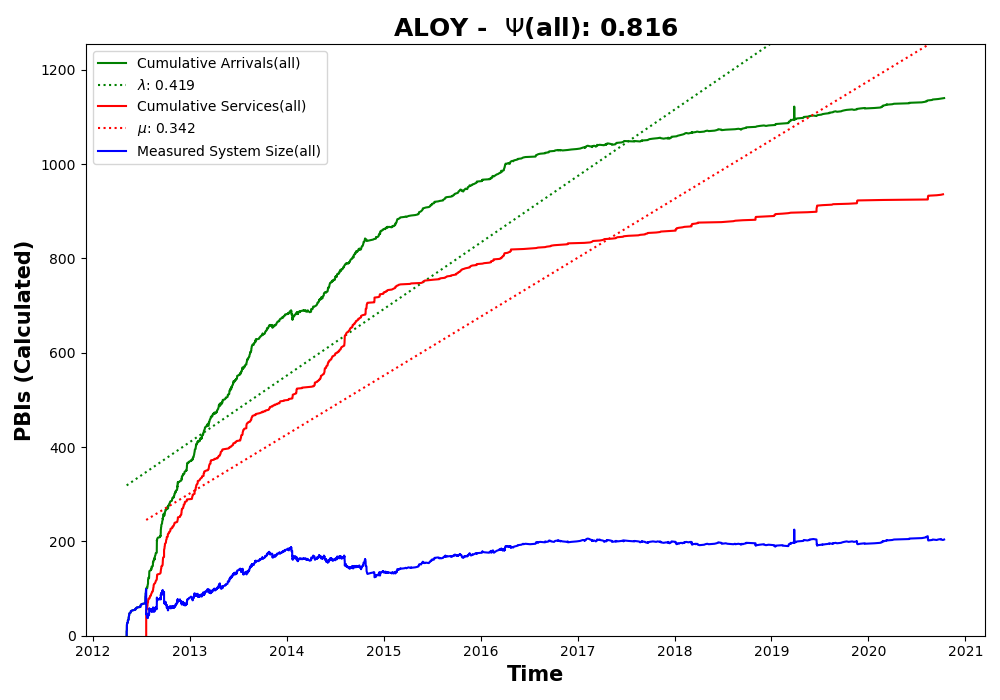 ALOY -  Ψ(all): 0.816
PBIs (Calculated)
1200
1000
800
600
400
200
0
Cumulative Arrivals(all)
λ: 0.419
Cumulative Services(all)
μ: 0.342
Measured System Size(all)
2012 2013 2014 2015 2016 2017 2018 2019 2020 2021
Time